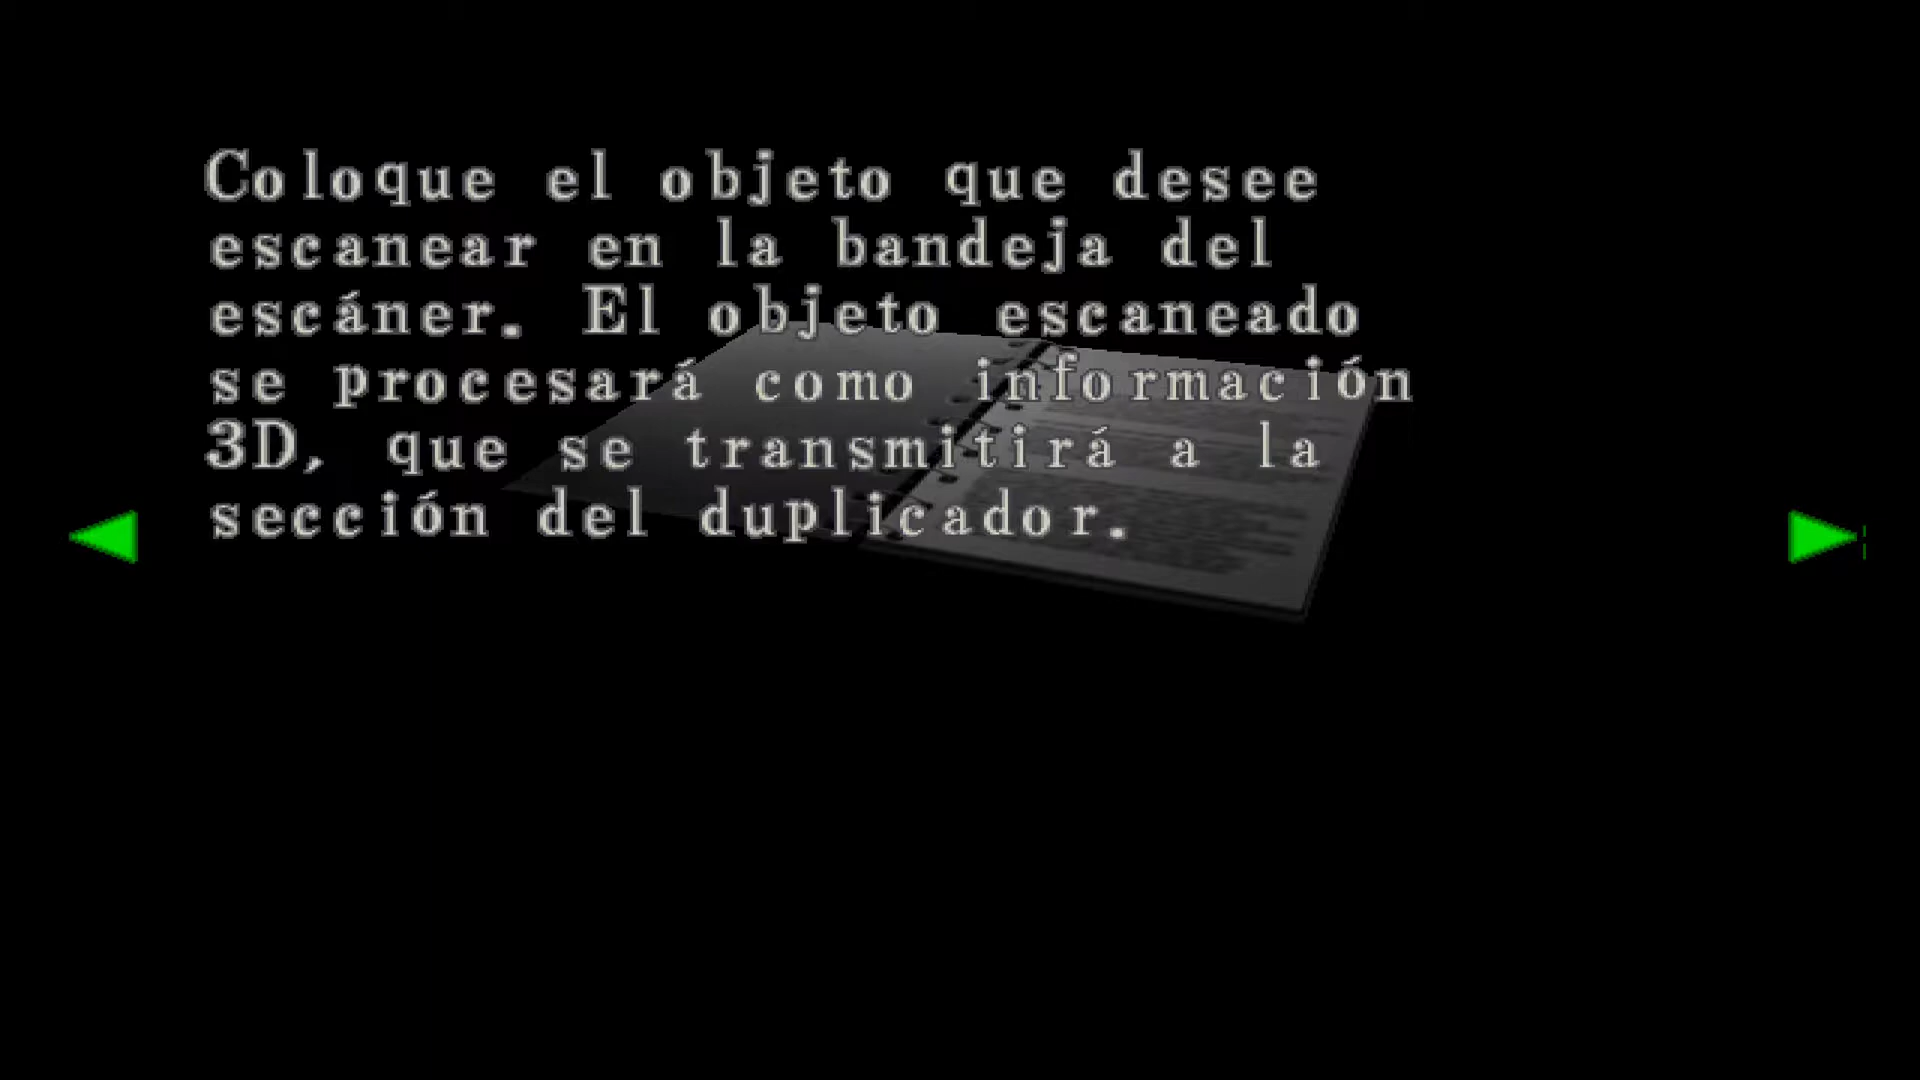 Coloque el objeto que desee
escanear en la bandeja del
escáner. El objeto escaneado
se procesará como información
3D, que se transmitirá a la
sección del duplicador.